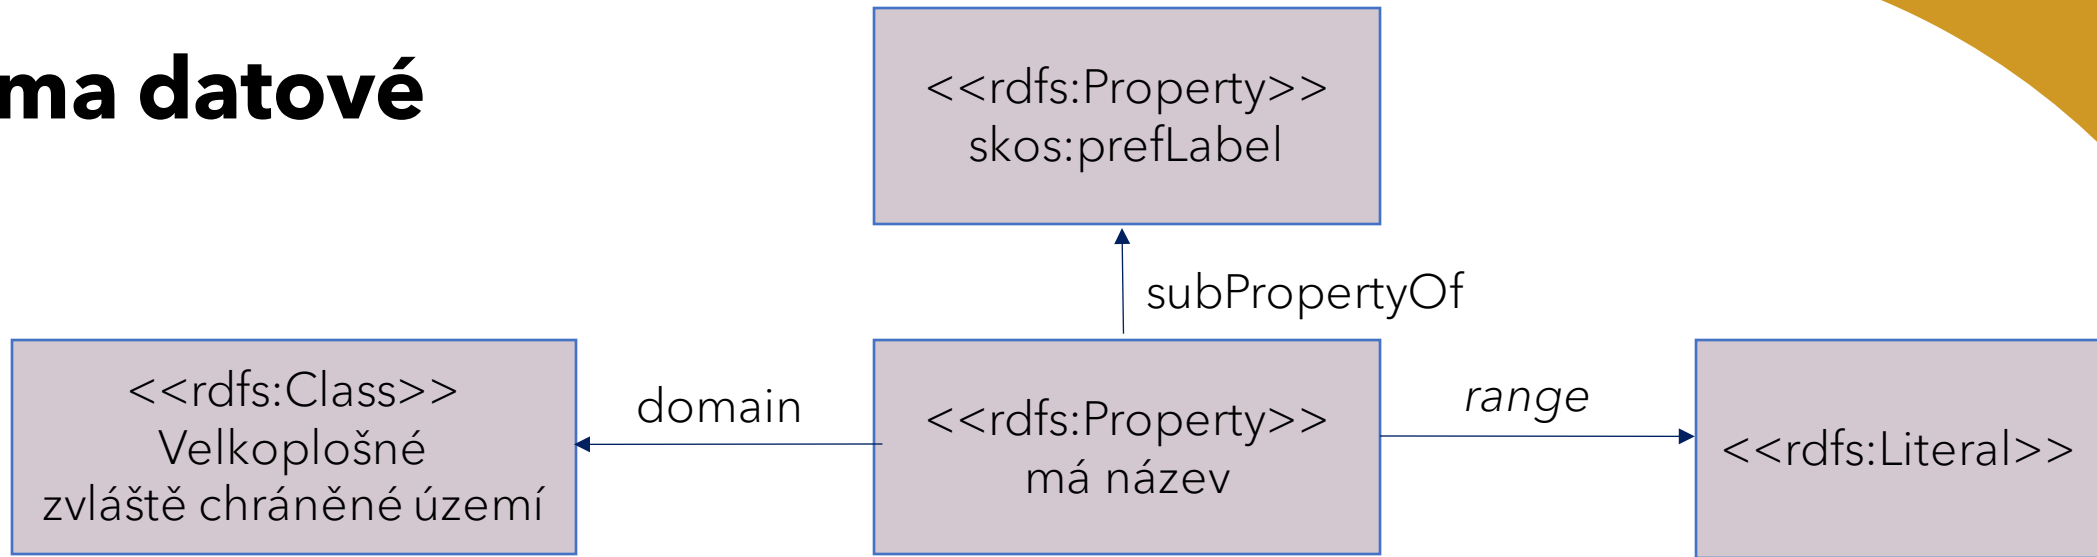 ma datové
<<rdfs:Property>>
skos:prefLabel
subPropertyOf
<<rdfs:Class>>
Velkoplošné
zvláště chráněné území
domain
<<rdfs:Property>>
má název
range
<<rdfs:Literal>>